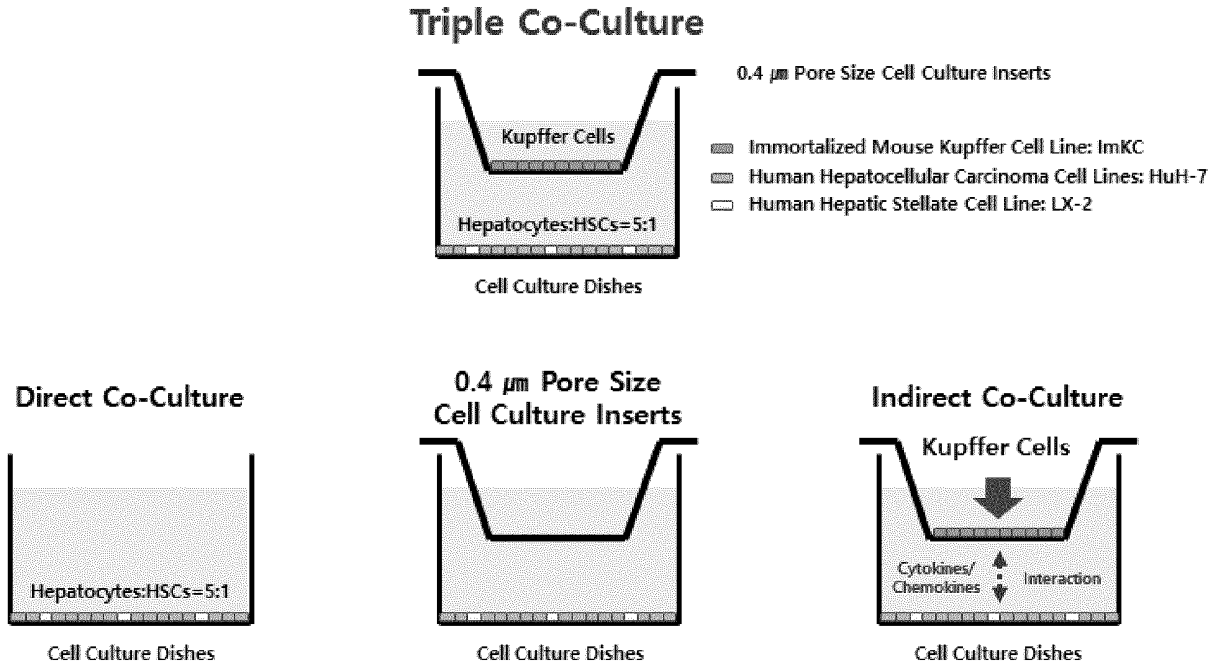 Triple Co-Culture
0.4 ㎛ Pore Size Cell Culture Inserts
Kupffer Cells
Immortalized Mouse Kupffer Cell Line: ImKC
Human Hepatocellular Carcinoma Cell Lines: HuH-7
Human Hepatic Stellate Cell Line: LX-2
Hepatocytes:HSCs=5:1
Cell Culture Dishes
Direct Co-Culture
Hepatocytes:HSCs=5:1
Cell Culture Dishes
0.4 ㎛ Pore Size
Cell Culture Inserts
Cell Culture Dishes
Indirect Co-Culture
Kupffer Cells
Cytokines/
Chemokines
Interaction
Cell Culture Dishes